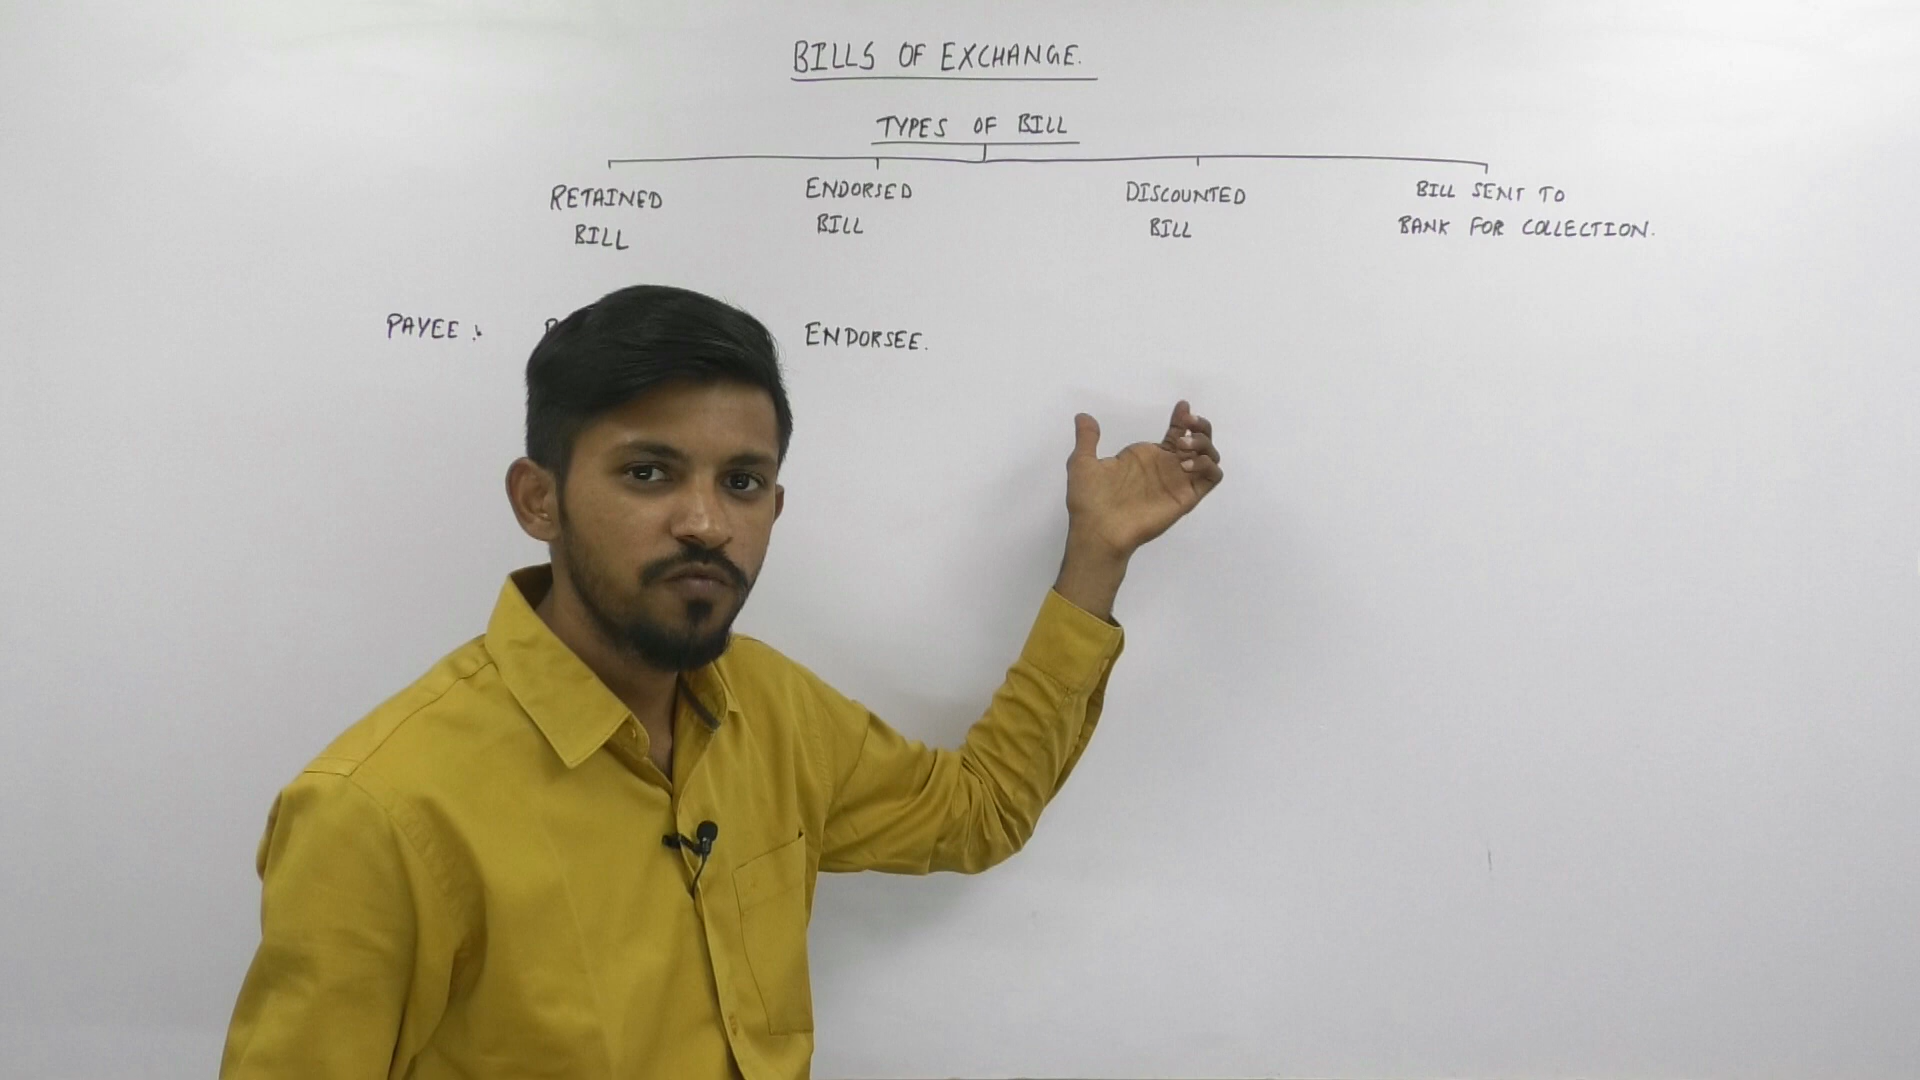 BILLS OF EXCHANGE.
TYPES OF BILL
RETAINED BILL
ENDORSED BILL
DISCOUNTED BILL
BILL SENT TO BANK FOR COLLECTION.
PAYEE :
ENDORSEE.